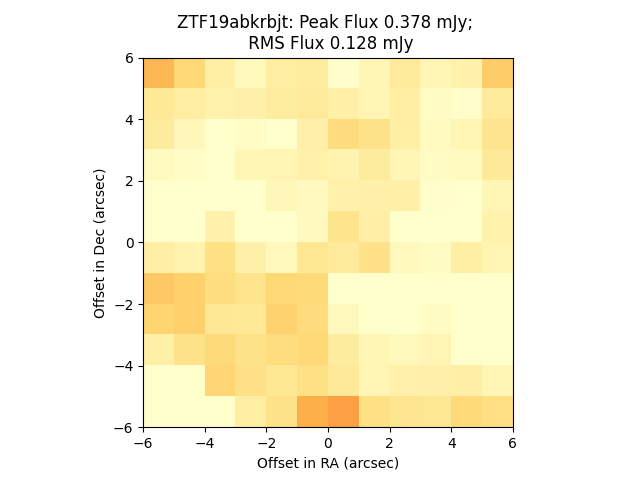 ZTF19abkrbjt: Peak Flux 0.378 mJy;
RMS Flux 0.128 mJy
6
4
2
0
−2
−4
−6
Offset in Dec (arcsec)
−6 −4 −2 0 2 4 6
Offset in RA (arcsec)